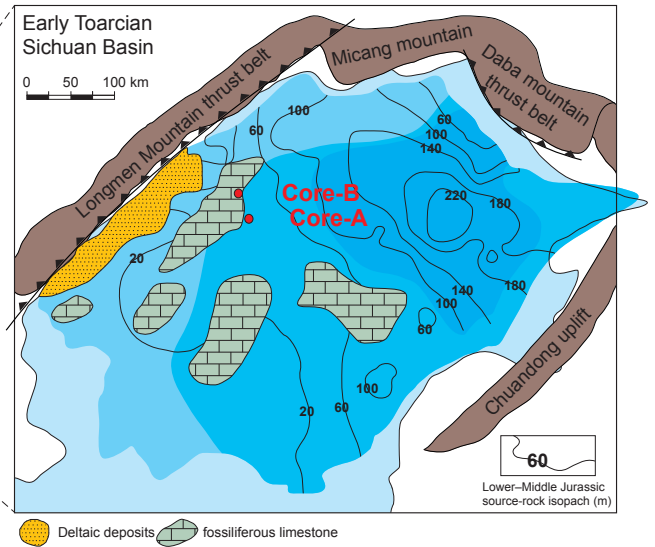 Early Toarcian
Sichuan Basin
0 50 100 km
Longmen Mountain thrust belt
Micang mountain
Daba mountain
thrust belt
100
60
60
100
140
Core-B
Core-A
220
180
20
180
140
100
60
100
20
60
Chuandong uplift
60
Lower–Middle Jurassic
source-rock isopach (m)
Deltaic deposits
fossiliferous limestone